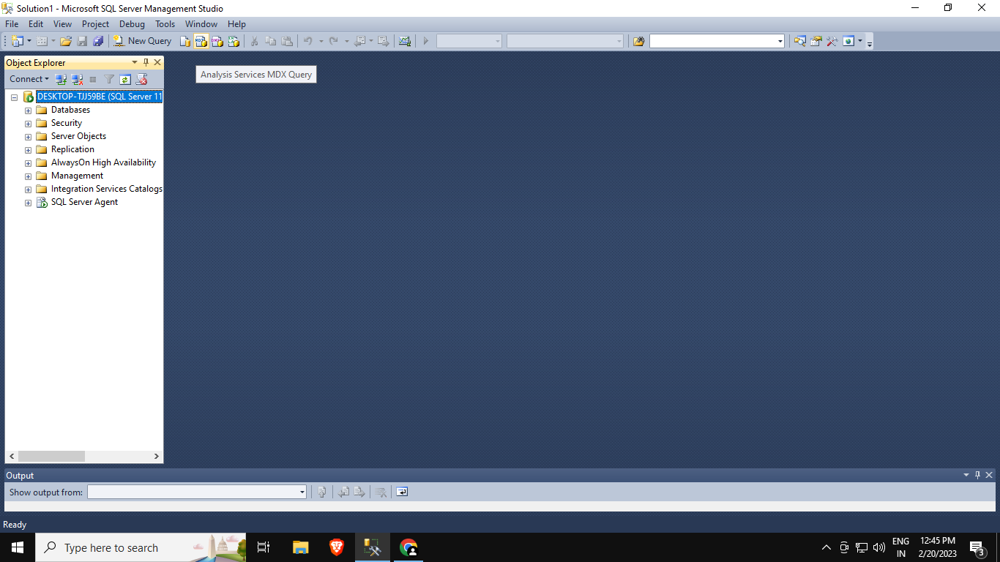 Solution1 - Microsoft SQL Server Management Studio
File Edit View Project Debug Tools Window Help
New Query
Object Explorer
Analysis Services MDX Query
Connect
DESKTOP-TJJ59BE (SQL Server 11
Databases
Security
Server Objects
Replication
AlwaysOn High Availability
Management
Integration Services Catalogs
SQL Server Agent
Output
Show output from:
Ready
Type here to search
ENG
IN
12:45 PM
2/20/2023
3